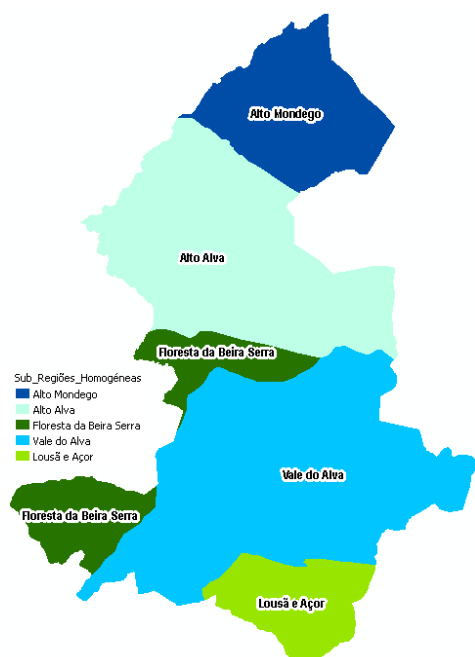 Alto Mondego
Alto Alva
Floresta da Beira Serra
Sub_Regiões_Homogéneas
Alto Mondego
Alto Alva
Floresta da Beira Serra
Vale do Alva
Lousã e Açor
Vale do Alva
Floresta da Beira Serra
Lousã e Açor